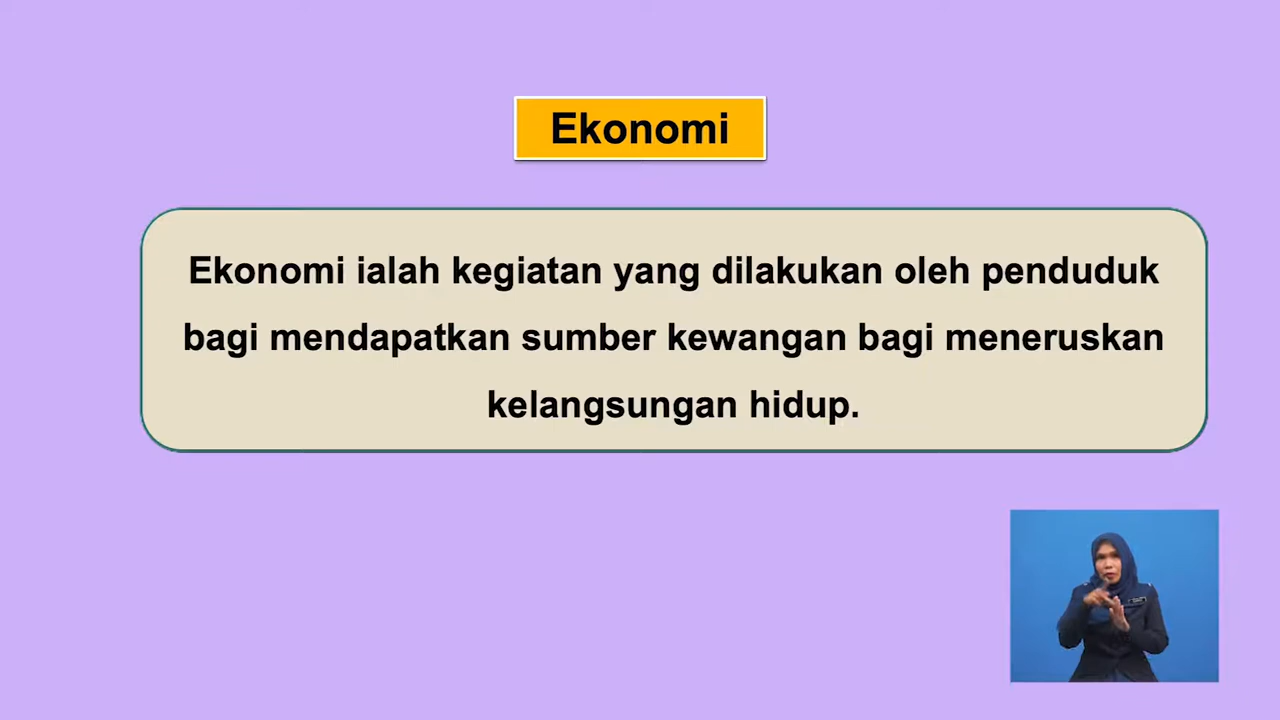 Ekonomi
Ekonomi ialah kegiatan yang dilakukan oleh penduduk
bagi mendapatkan sumber kewangan bagi meneruskan
kelangsungan hidup.